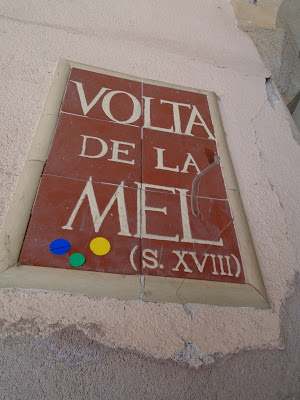 VOLTA
DE LA
MEL
(S. XVIII)